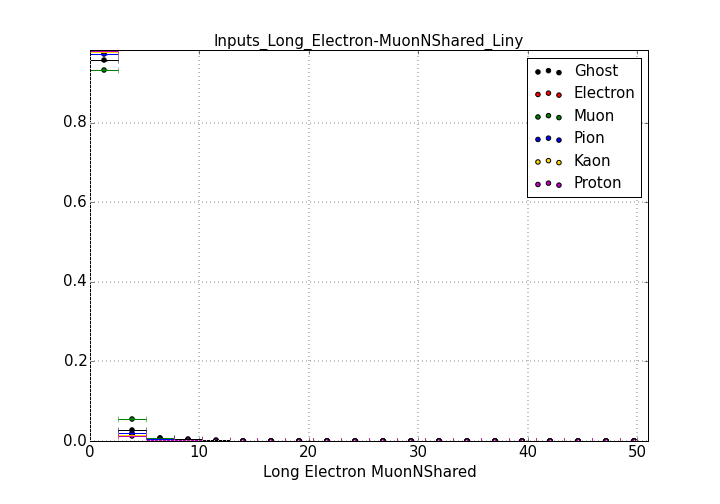 Inputs_Long_Electron-MuonNShared_Liny
Ghost
Electron
Muon
Pion
Kaon
Proton
0.8
0.6
0.4
0.2
0.0
0 10 20 30 40 50
Long Electron MuonNShared